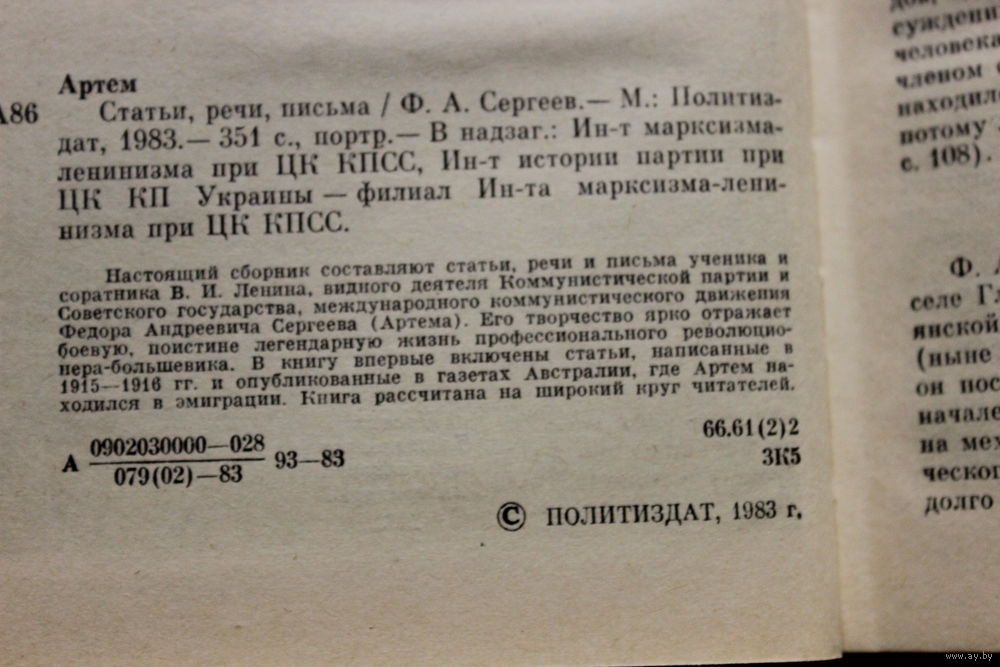 Артем
А86
Статьи, речи, письма / Ф. А. Сергеев.— М.: Политиз-
дат, 1983.— 351 с., портр.— В надзаг.: Ин-т марксизма-
ленинизма при ЦК КПСС, Ин-т истории партии при
ЦК КП Украины — филиал Ин-та марксизма-лени-
низма при ЦК КПСС.
Настоящий сборник составляют статьи, речи и письма ученика и
соратника В. И. Ленина, видного деятеля Коммунистической партии и
Советского государства, международного коммунистического движения
Федора Андреевича Сергеева (Артема). Его творчество ярко отражает
боевую, поистине легендарную жизнь профессионального революцио-
нера-большевика. В книгу впервые включены статьи, написанные в
1915—1916 гг. и опубликованные в газетах Австралии, где Артем на-
ходился в эмиграции. Книга рассчитана на широкий круг читателей.
А 0902030000—028
079(02)—83
93—83
66.61(2)2
3К5
© ПОЛИТИЗДАТ, 1983 г.
человека
членом
находил
потому
с. 108).
Ф.
селе
янской
(ныне
он пос
начале
на мех
ческог
долго
www.ay.by